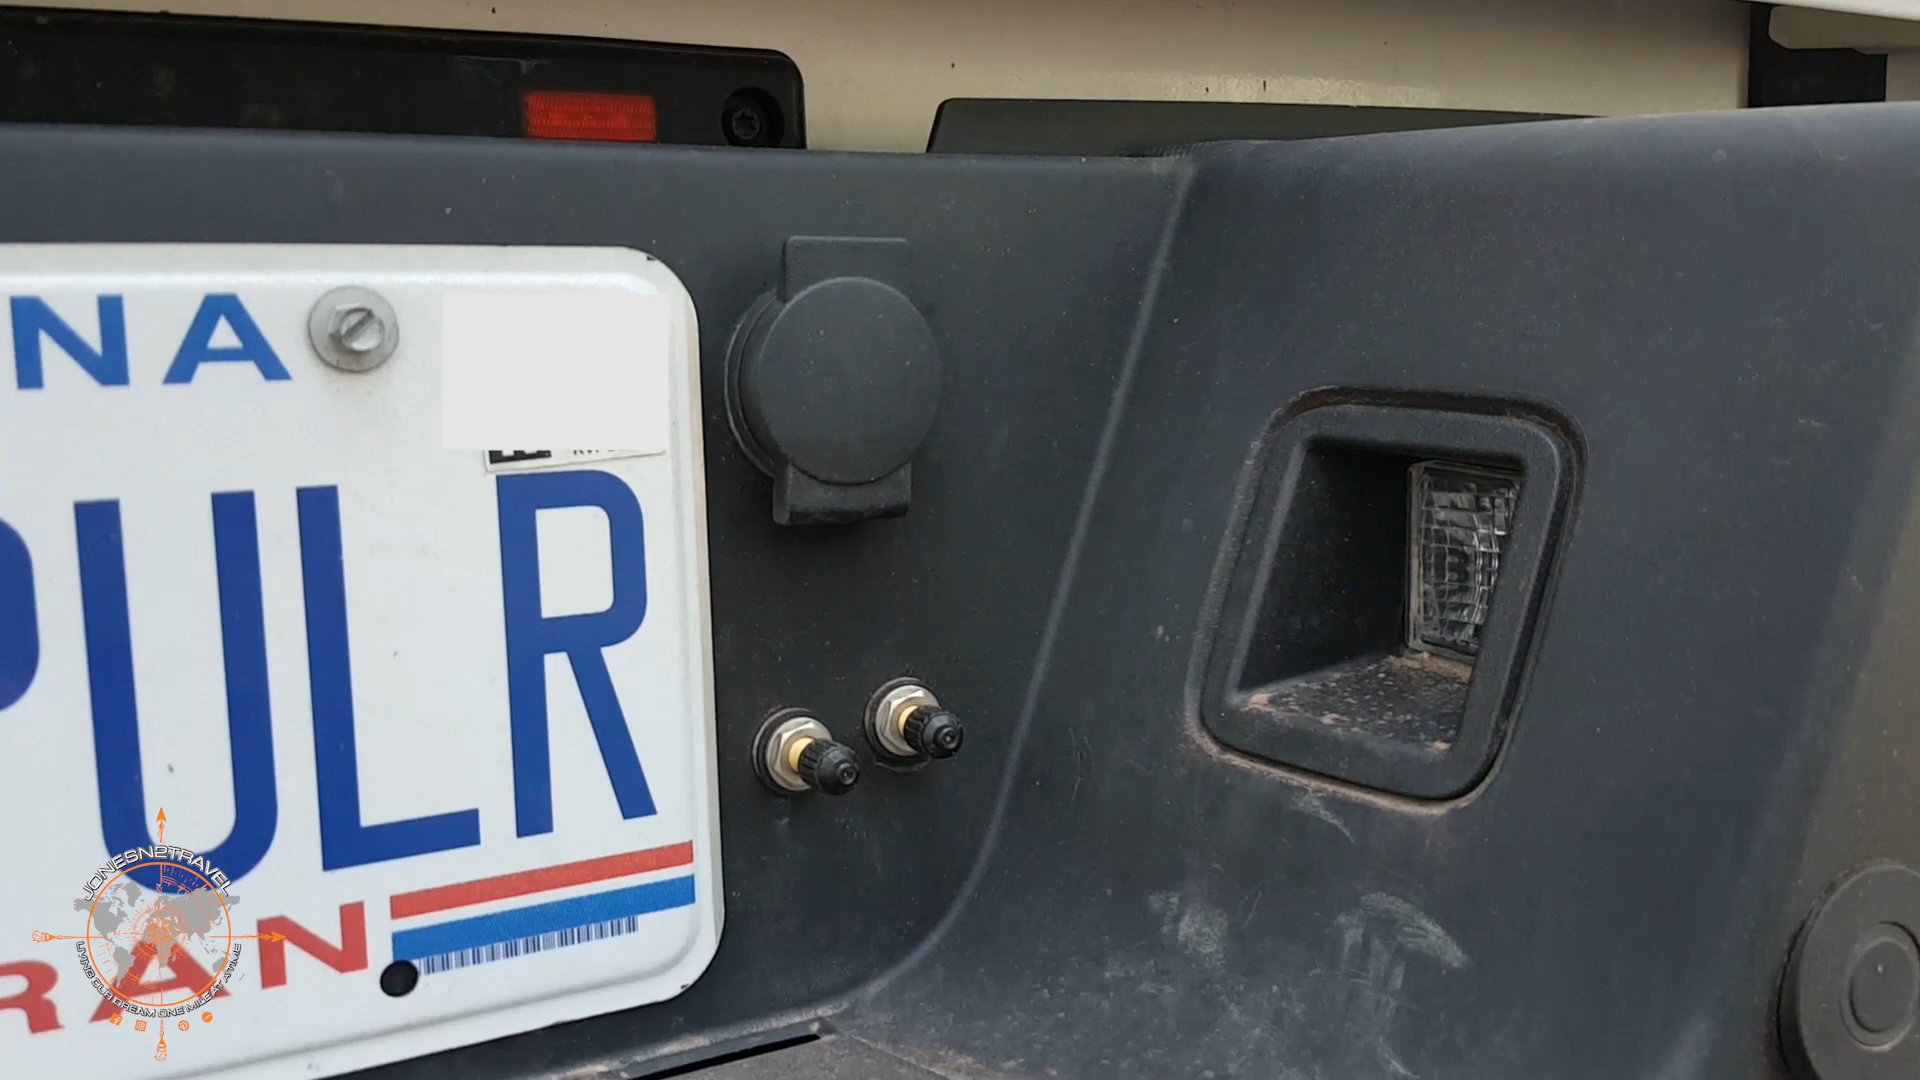 NA
PULR
RAN
JONESN2TRAVEL
LIVING OUR DREAM ONE MILE AT A TIME